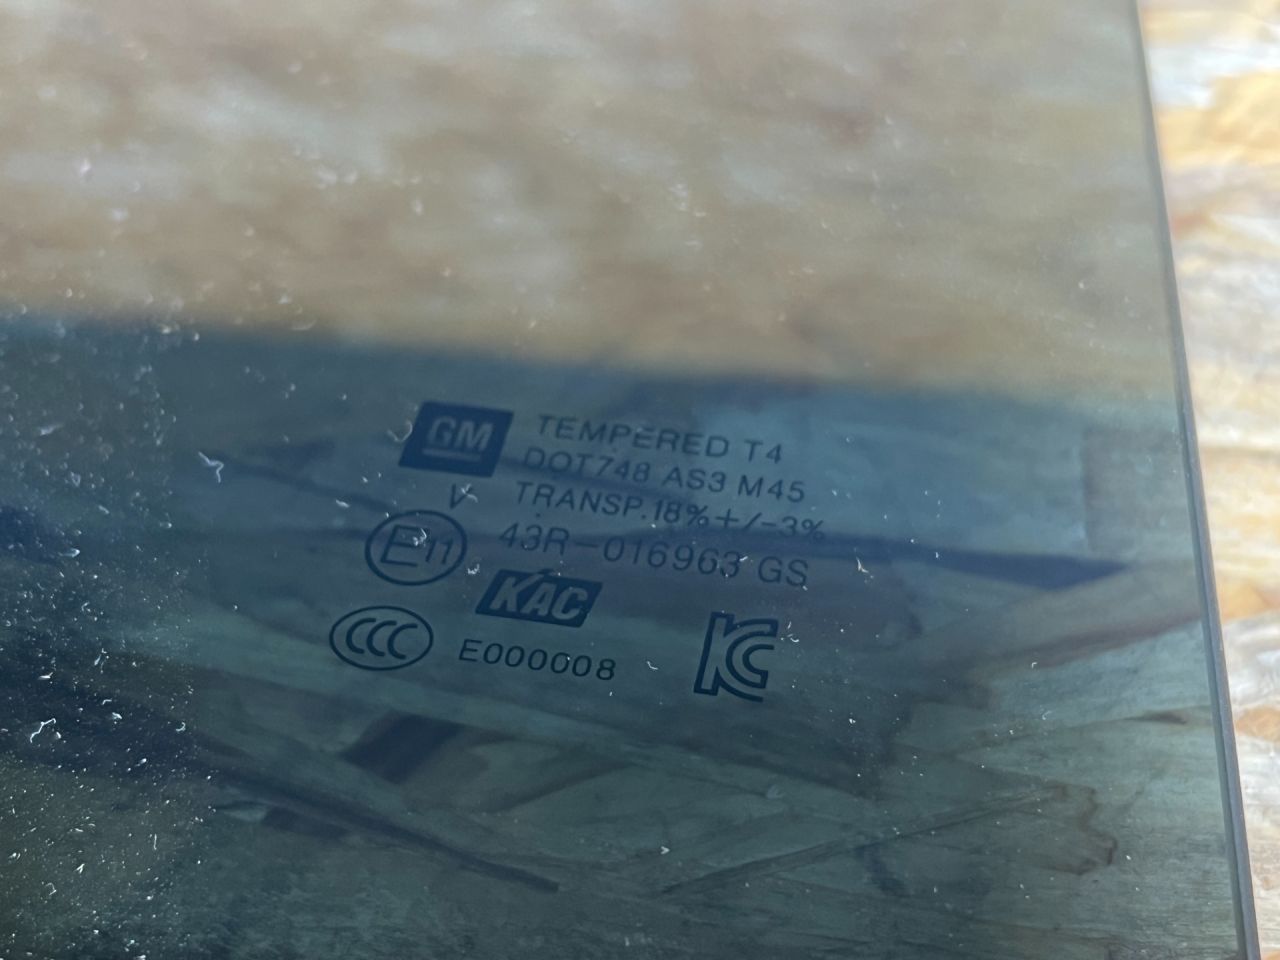 GM TEMPERED T4
DOT748 AS3 M45
V TRANSP.18%+/-3%
E11 43R-016963 GS
KAC
CCC E000008 KC